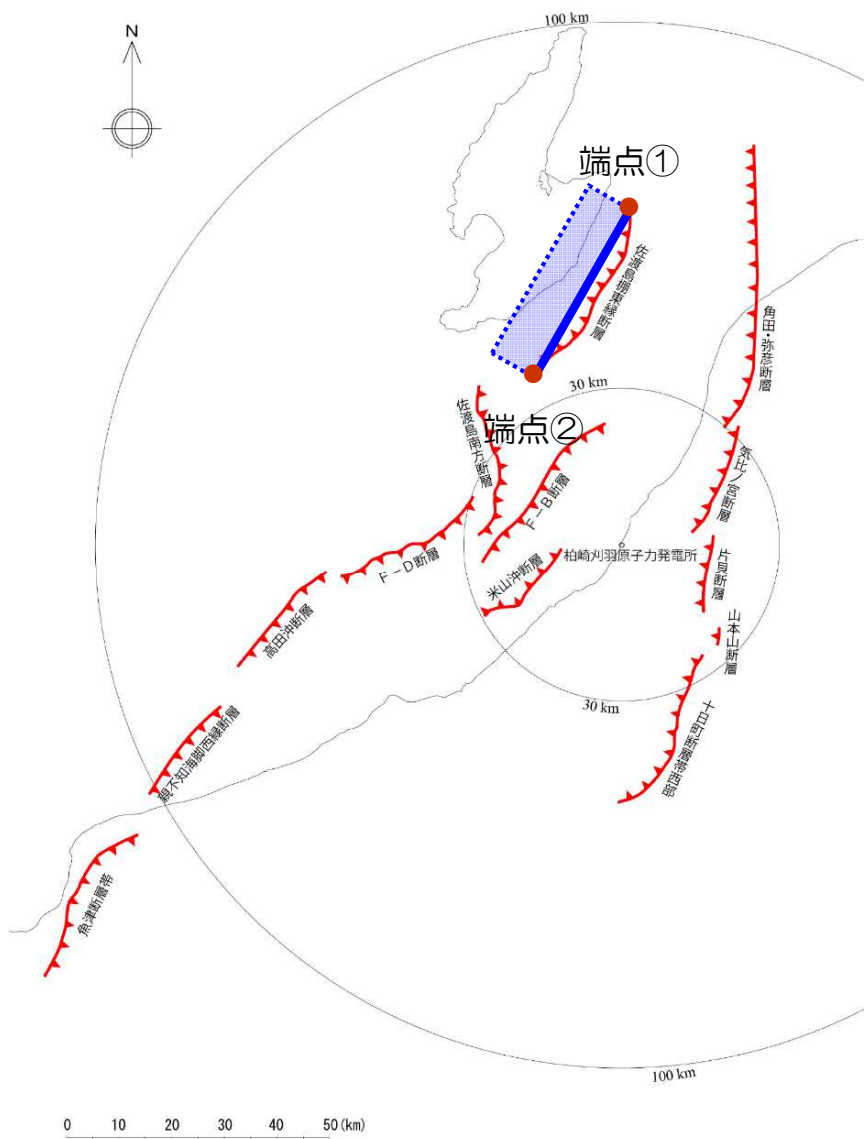 100 km
N
端点①
佐渡島棚東縁断層
角田・弥彦断層
30 km
佐渡島南方断層
端点②
F－B断層
気比ノ宮断層
柏崎刈羽原子力発電所
F－D断層
米山沖断層
片貝断層
高田沖断層
山本山断層
30 km
十日町断層帯西部
親不知海脚西縁断層
魚津断層帯
100 km
0 10 20 30 40 50 (km)